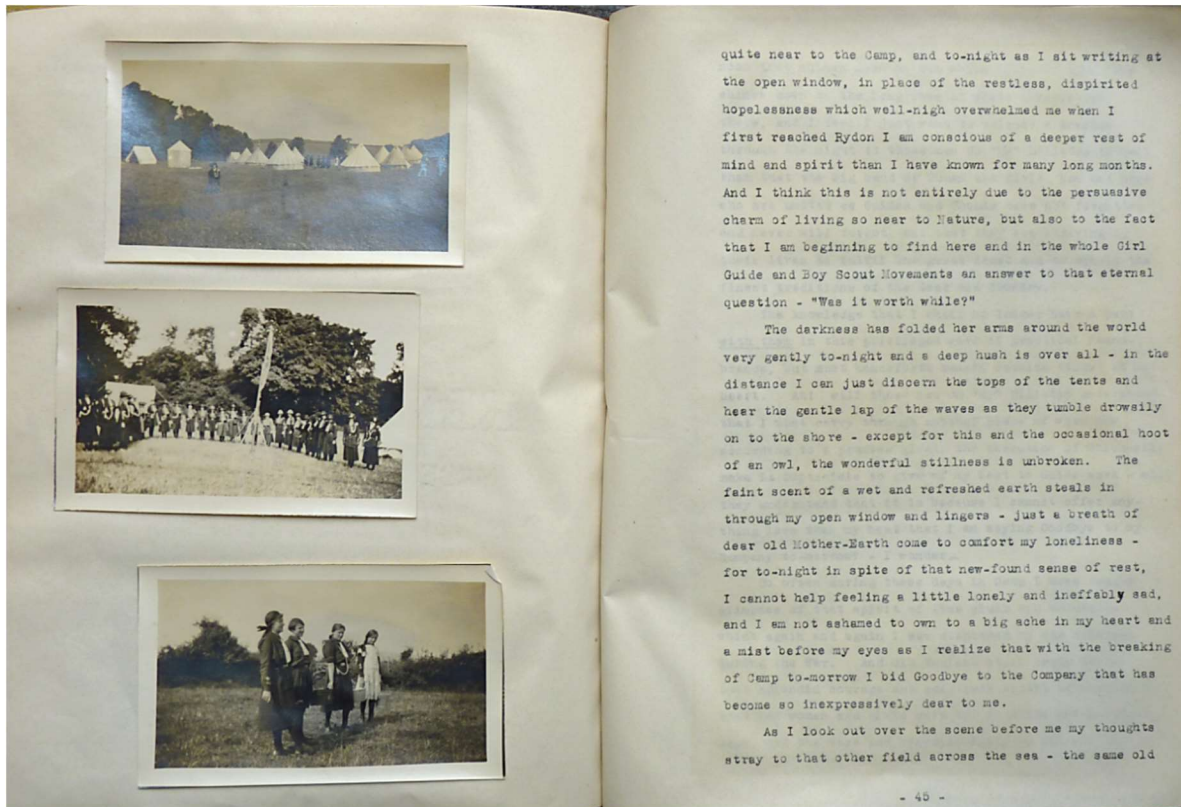 quite near to the Camp, and to-night as I sit writing at
the open window, in place of the restless, dispirited
hopelessness which well-nigh overwhelmed me when I
first reached Rydon I am conscious of a deeper rest of
mind and spirit than I have known for many long months.
And I think this is not entirely due to the persuasive
charm of living so near to Nature, but also to the fact
that I am beginning to find here and in the whole Girl
Guide and Boy Scout Movements an answer to that eternal
question - "Was it worth while?"
The darkness has folded her arms around the world
very gently to-night and a deep hush is over all - in the
distance I can just discern the tops of the tents and
hear the gentle lap of the waves as they tumble drowsily
on to the shore - except for this and the occasional hoot
of an owl, the wonderful stillness is unbroken. The
faint scent of a wet and refreshed earth steals in
through my open window and lingers - just a breath of
dear old Mother-Earth come to comfort my loneliness -
for to-night in spite of that new-found sense of rest,
I cannot help feeling a little lonely and ineffably sad,
and I am not ashamed to own to a big ache in my heart and
a mist before my eyes as I realize that with the breaking
of Camp to-morrow I bid Goodbye to the Company that has
become so inexpressively dear to me.
As I look out over the scene before me my thoughts
stray to that other field across the sea - the same old
- 45 -